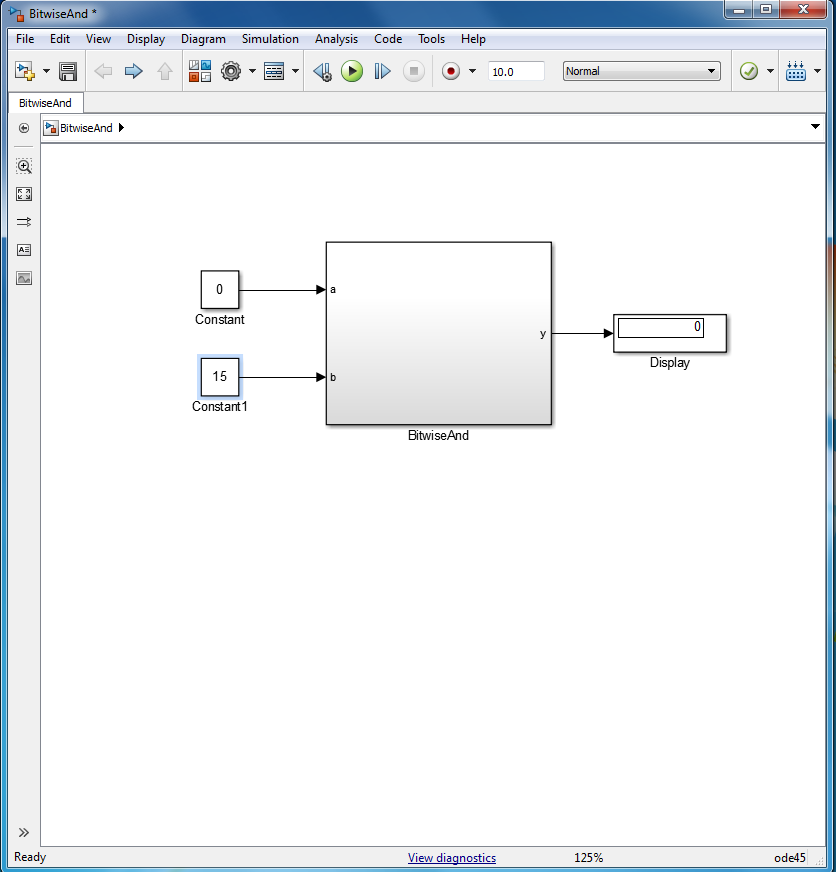 BitwiseAnd *
File Edit View Display Diagram Simulation Analysis Code Tools Help
10.0 Normal
BitwiseAnd
BitwiseAnd
0
Constant
15
Constant1
a
b
y
BitwiseAnd
0
Display
Ready View diagnostics 125% ode45